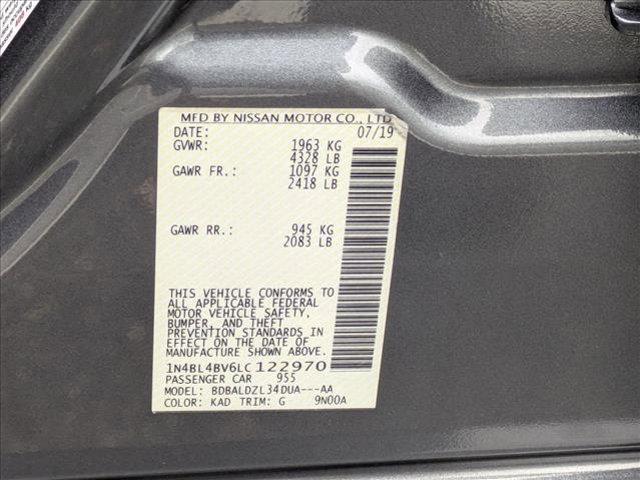 MFD BY NISSAN MOTOR CO., LTD
DATE: 07/19
GVWR: 1963 KG
4328 LB
GAWR FR.: 1097 KG
2418 LB
GAWR RR.: 945 KG
2083 LB
THIS VEHICLE CONFORMS TO
ALL APPLICABLE FEDERAL
MOTOR VEHICLE SAFETY,
BUMPER, AND THEFT
PREVENTION STANDARDS IN
EFFECT ON THE DATE OF
MANUFACTURE SHOWN ABOVE.
1N4BL4BV6LC122970
PASSENGER CAR 955
MODEL: BDBALDZL34DUA---AA
COLOR: KAD TRIM: G 9N00A